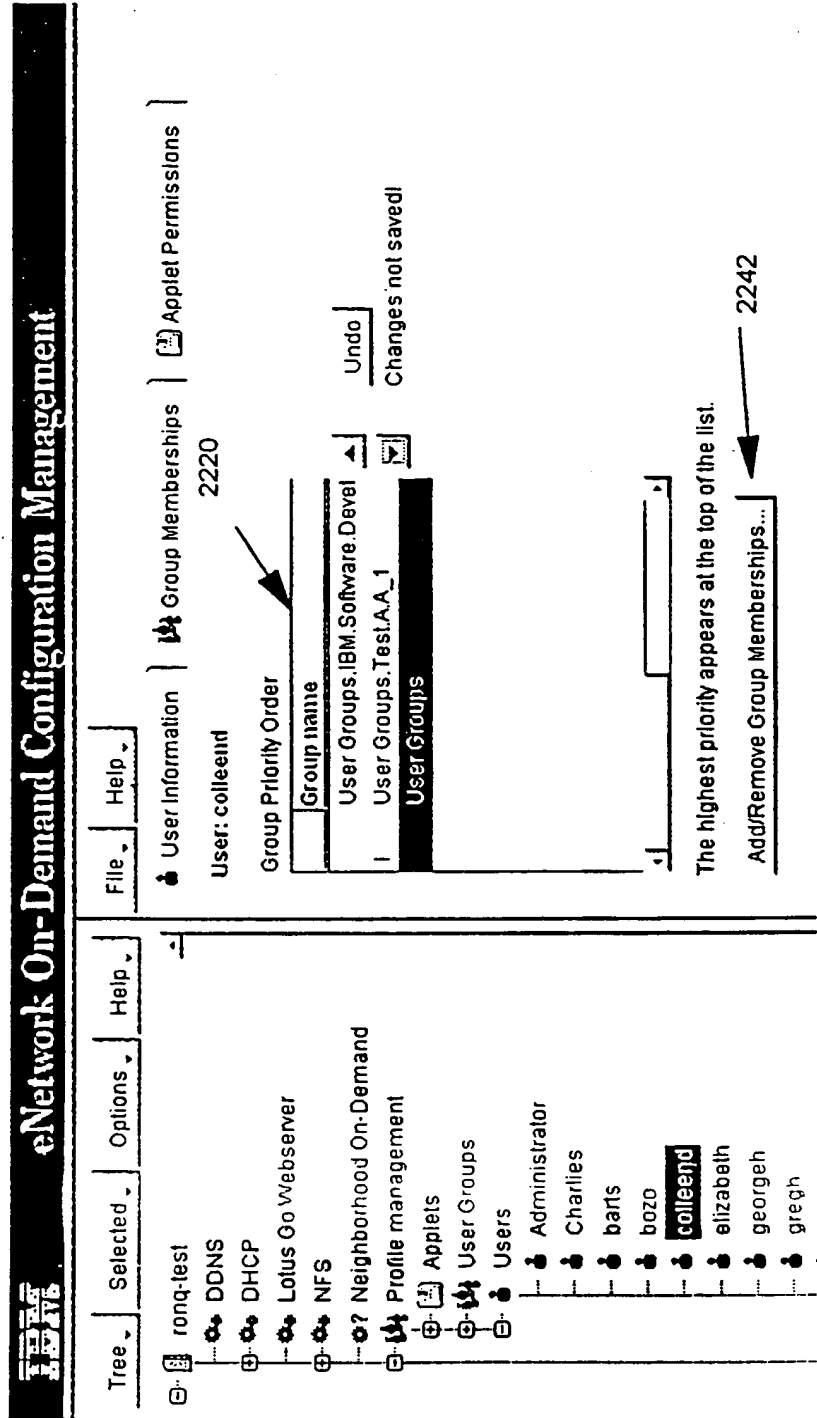 IBM eNetwork On-Demand Configuration Management
Tree Selected Options Help
ronq-test
DDNS
DHCP
Lotus Go Webserver
NFS
Neighborhood On-Demand
Profile management
Applets
User Groups
Users
Administrator
Charlies
barts
bozo
colleend
elizabeth
georgeh
gregh
File Help
User Information Group Memberships Applet Permissions
User: colleend
2220
Group Priority Order
Group name
User Groups.IBM.Software.Devel
User Groups.Test.A.A_1
User Groups
Undo
Changes not saved!
The highest priority appears at the top of the list.
Add/Remove Group Memberships...
2242